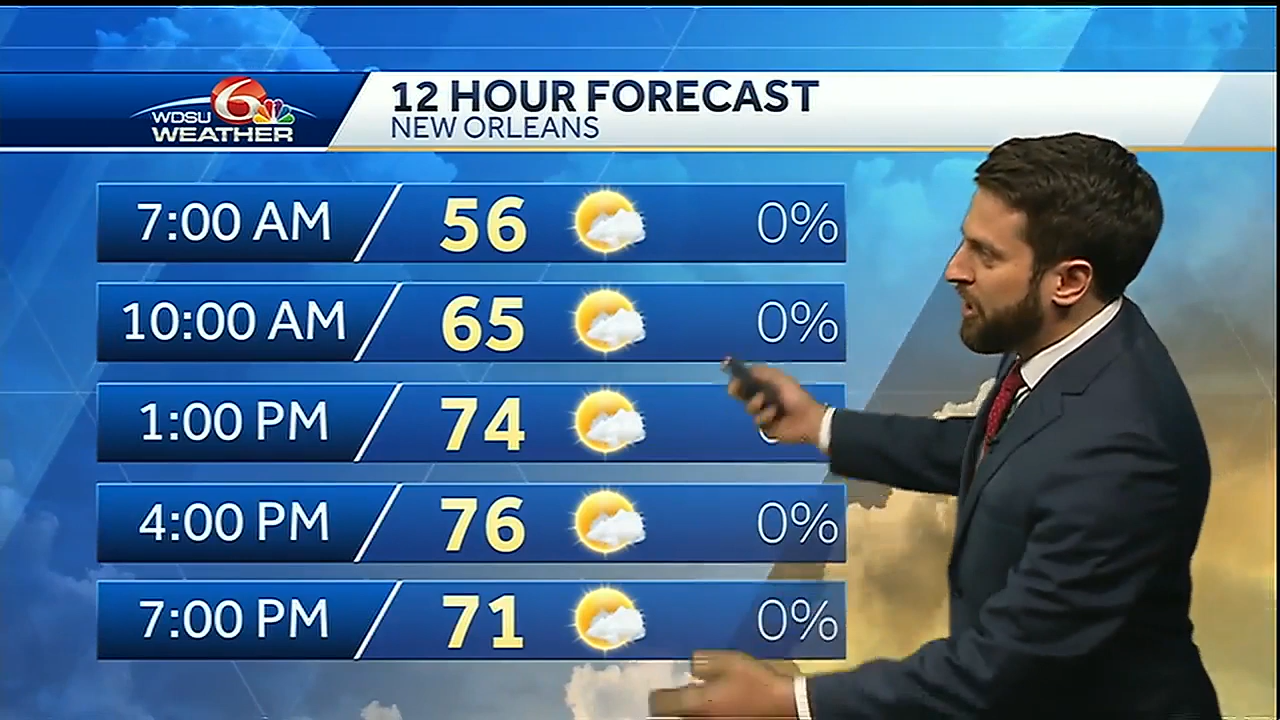 12 HOUR FORECAST
NEW ORLEANS
WDSU 6
WEATHER
7:00 AM 56 0%
10:00 AM 65 0%
1:00 PM 74
4:00 PM 76 0%
7:00 PM 71 0%